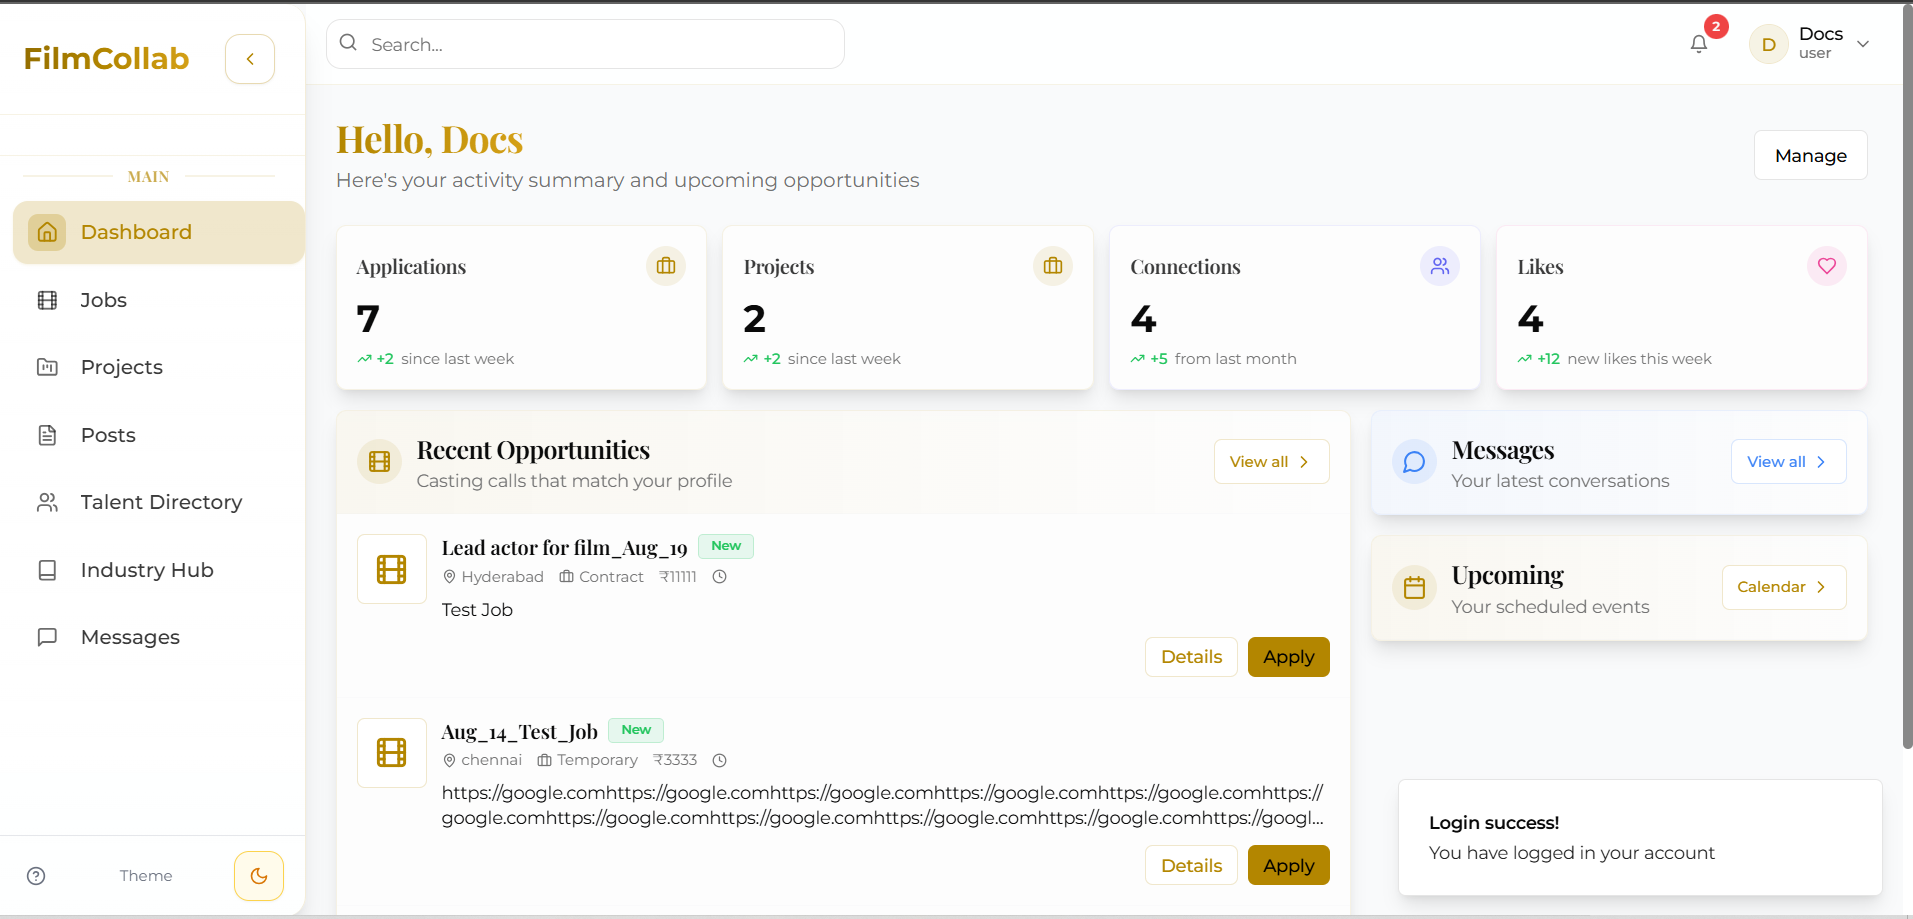 FilmCollab
Search...
2
D
Docs
user
MAIN
Dashboard
Jobs
Projects
Posts
Talent Directory
Industry Hub
Messages
Theme
Hello, Docs
Here's your activity summary and upcoming opportunities
Manage
Applications
7
+2 since last week
Projects
2
+2 since last week
Connections
4
+5 from last month
Likes
4
+12 new likes this week
Recent Opportunities
Casting calls that match your profile
View all
Lead actor for film_Aug_19 New
Hyderabad Contract ₹11111
Test Job
Details Apply
Aug_14_Test_Job New
chennai Temporary ₹3333
https://google.comhttps://google.comhttps://google.comhttps://google.comhttps://google.comhttps://
google.comhttps://google.comhttps://google.comhttps://google.comhttps://google.comhttps://googl...
Details Apply
Messages
Your latest conversations
View all
Upcoming
Your scheduled events
Calendar
Login success!
You have logged in your account